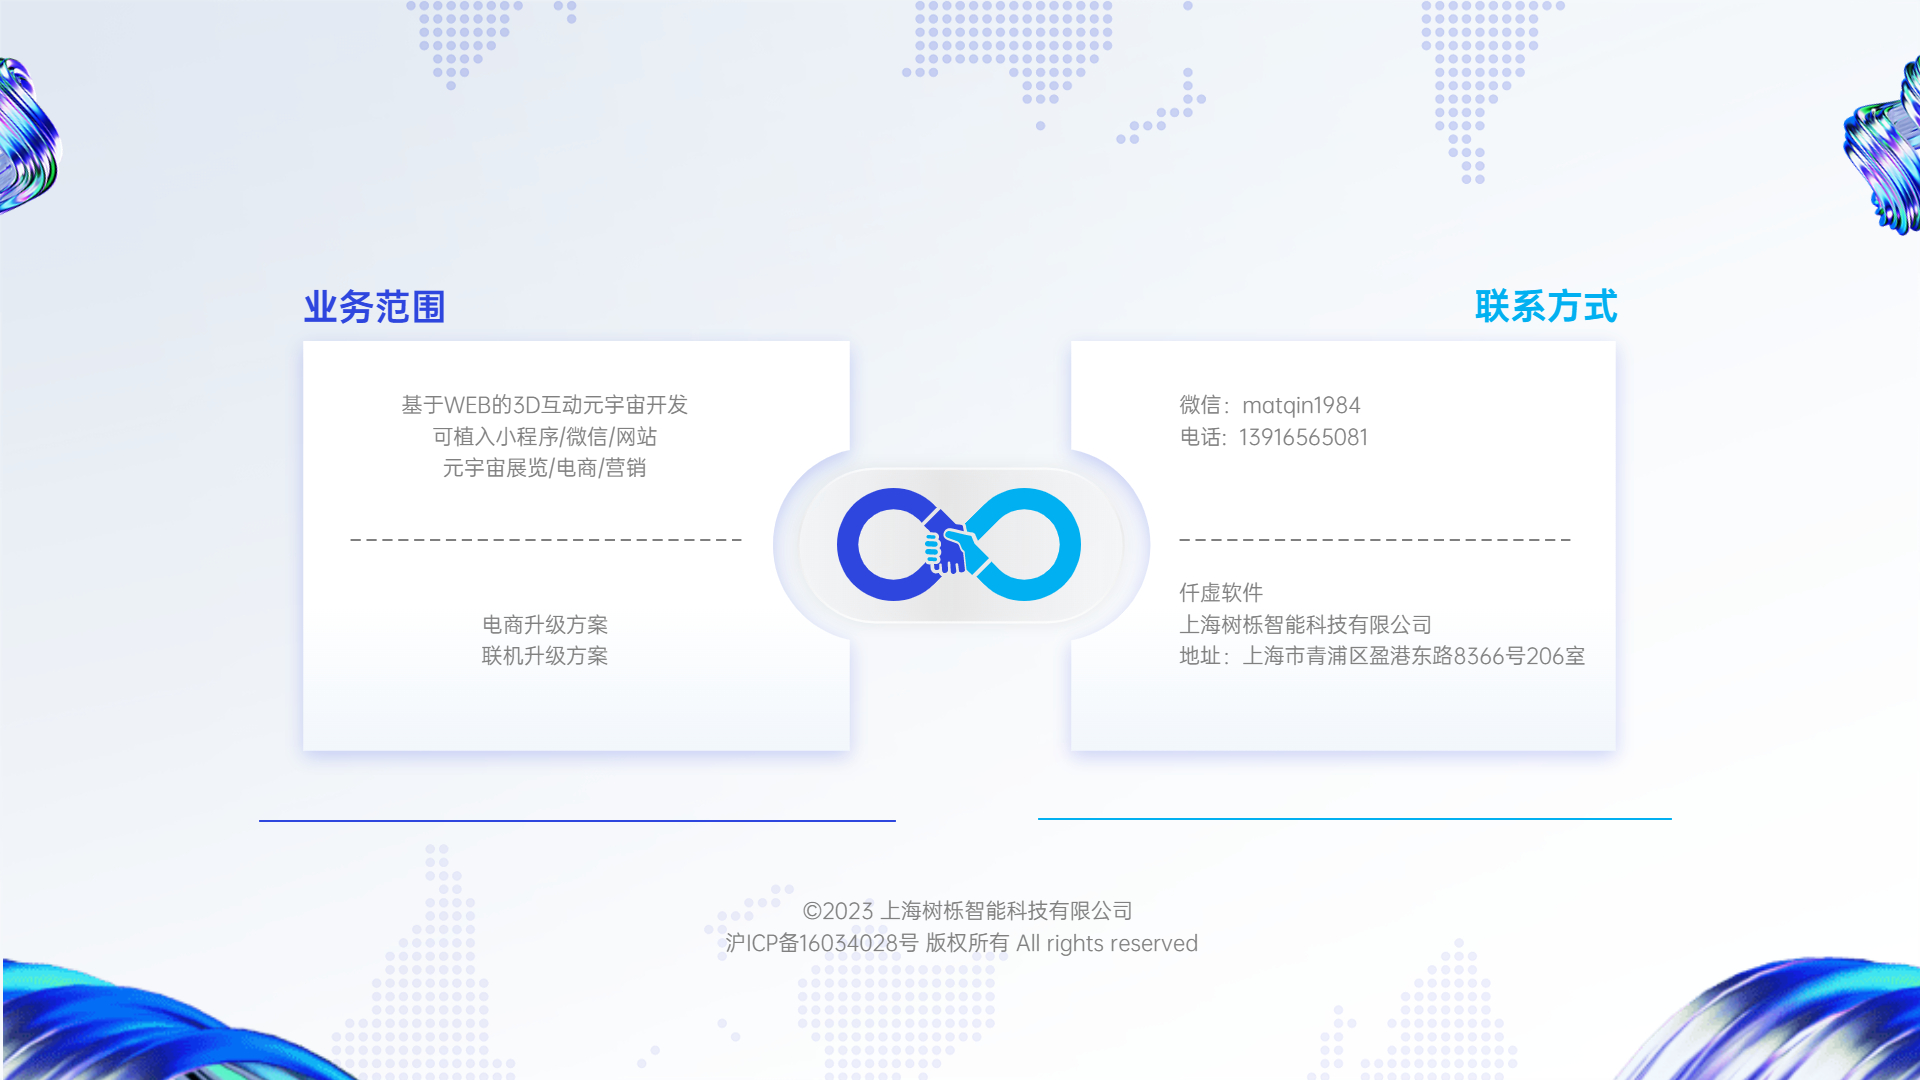 业务范围
基于WEB的3D互动元宇宙开发
可植入小程序/微信/网站
元宇宙展览/电商/营销
电商升级方案
联机升级方案
联系方式
微信：matqin1984
电话：13916565081
仟虚软件
上海树栎智能科技有限公司
地址：上海市青浦区盈港东路8366号206室
©2023 上海树栎智能科技有限公司
沪ICP备16034028号 版权所有 All rights reserved